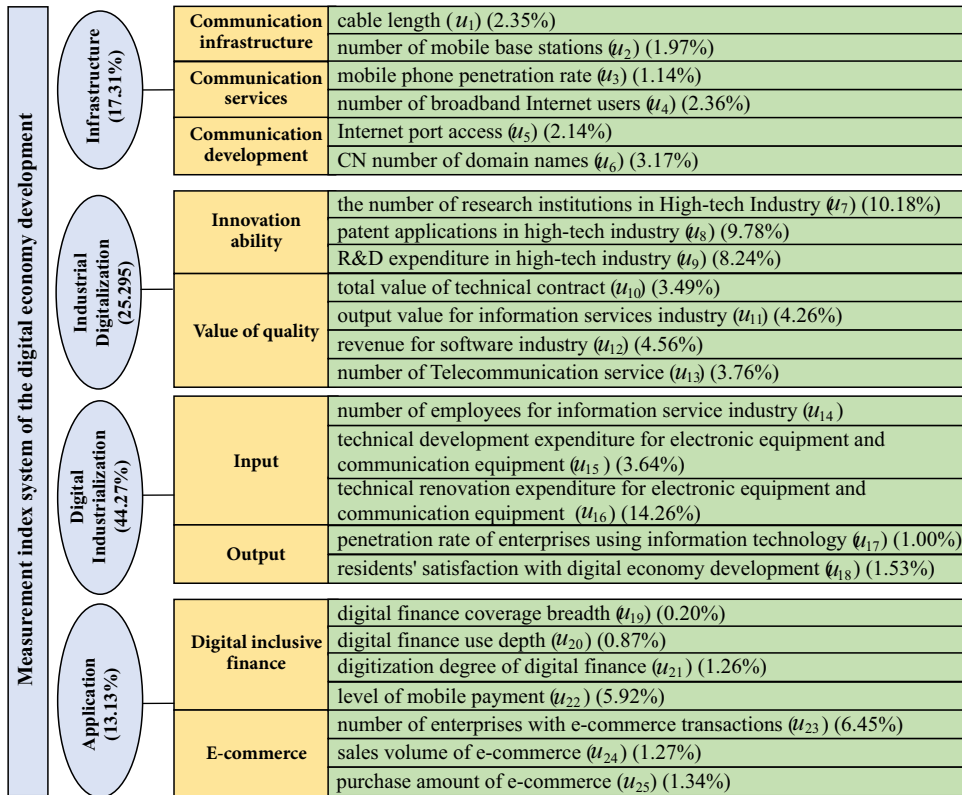 Measurement index system of the digital economy development
Infrastructure
(17.31%)
Communication
infrastructure
cable length (u1) (2.35%)
number of mobile base stations (u2) (1.97%)
Communication
services
mobile phone penetration rate (u3) (1.14%)
number of broadband Internet users (u4) (2.36%)
Communication
development
Internet port access (u5) (2.14%)
CN number of domain names (u6) (3.17%)
Industrial
Digitalization
(25.295)
Innovation
ability
the number of research institutions in High-tech Industry (u7) (10.18%)
patent applications in high-tech industry (u8) (9.78%)
R&D expenditure in high-tech industry (u9) (8.24%)
Value of quality
total value of technical contract (u10) (3.49%)
output value for information services industry (u11) (4.26%)
revenue for software industry (u12) (4.56%)
number of Telecommunication service (u13) (3.76%)
Digital
Industrialization
(44.27%)
Input
number of employees for information service industry (u14)
technical development expenditure for electronic equipment and
communication equipment (u15 ) (3.64%)
technical renovation expenditure for electronic equipment and
communication equipment (u16) (14.26%)
Output
penetration rate of enterprises using information technology (u17) (1.00%)
residents' satisfaction with digital economy development (u18) (1.53%)
Application
(13.13%)
Digital inclusive
finance
digital finance coverage breadth (u19) (0.20%)
digital finance use depth (u20) (0.87%)
digitization degree of digital finance (u21) (1.26%)
level of mobile payment (u22) (5.92%)
E-commerce
number of enterprises with e-commerce transactions (u23) (6.45%)
sales volume of e-commerce (u24) (1.27%)
purchase amount of e-commerce (u25) (1.34%)